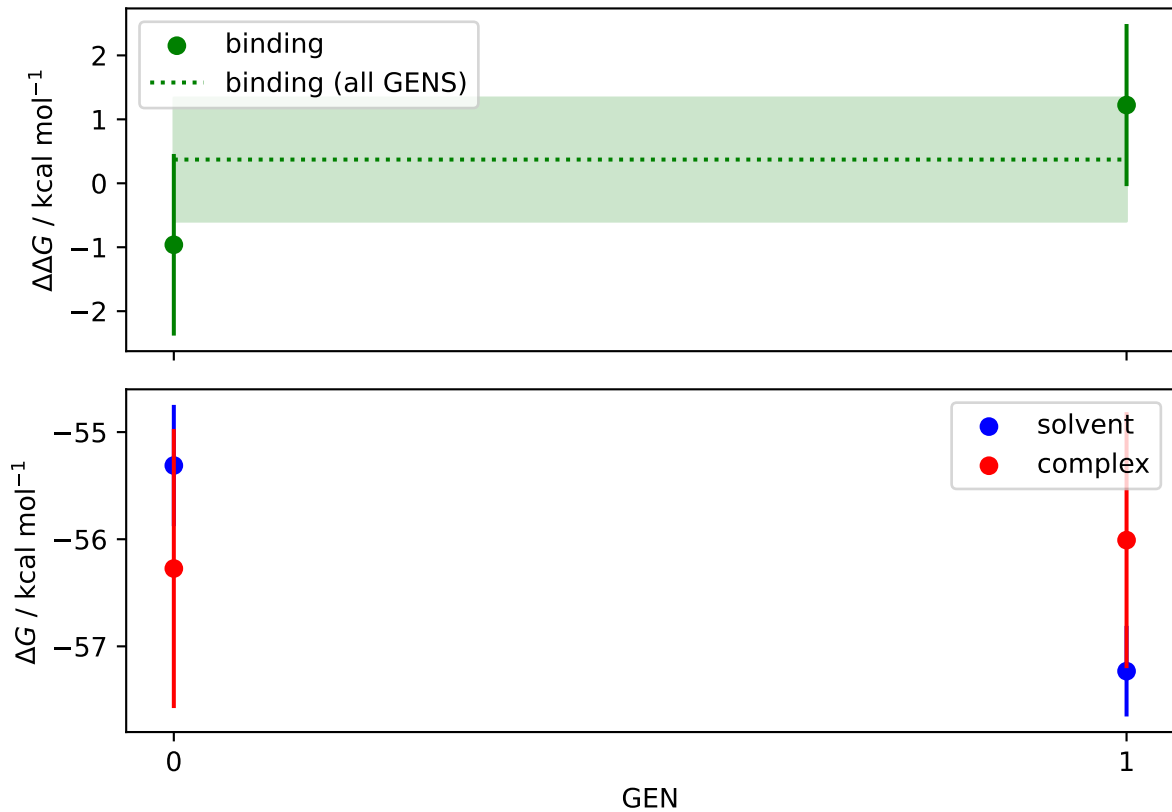 binding
binding (all GENS)
ΔΔG / kcal mol⁻¹
2
1
0
−1
−2
solvent
complex
ΔG / kcal mol⁻¹
−55
−56
−57
0
1
GEN